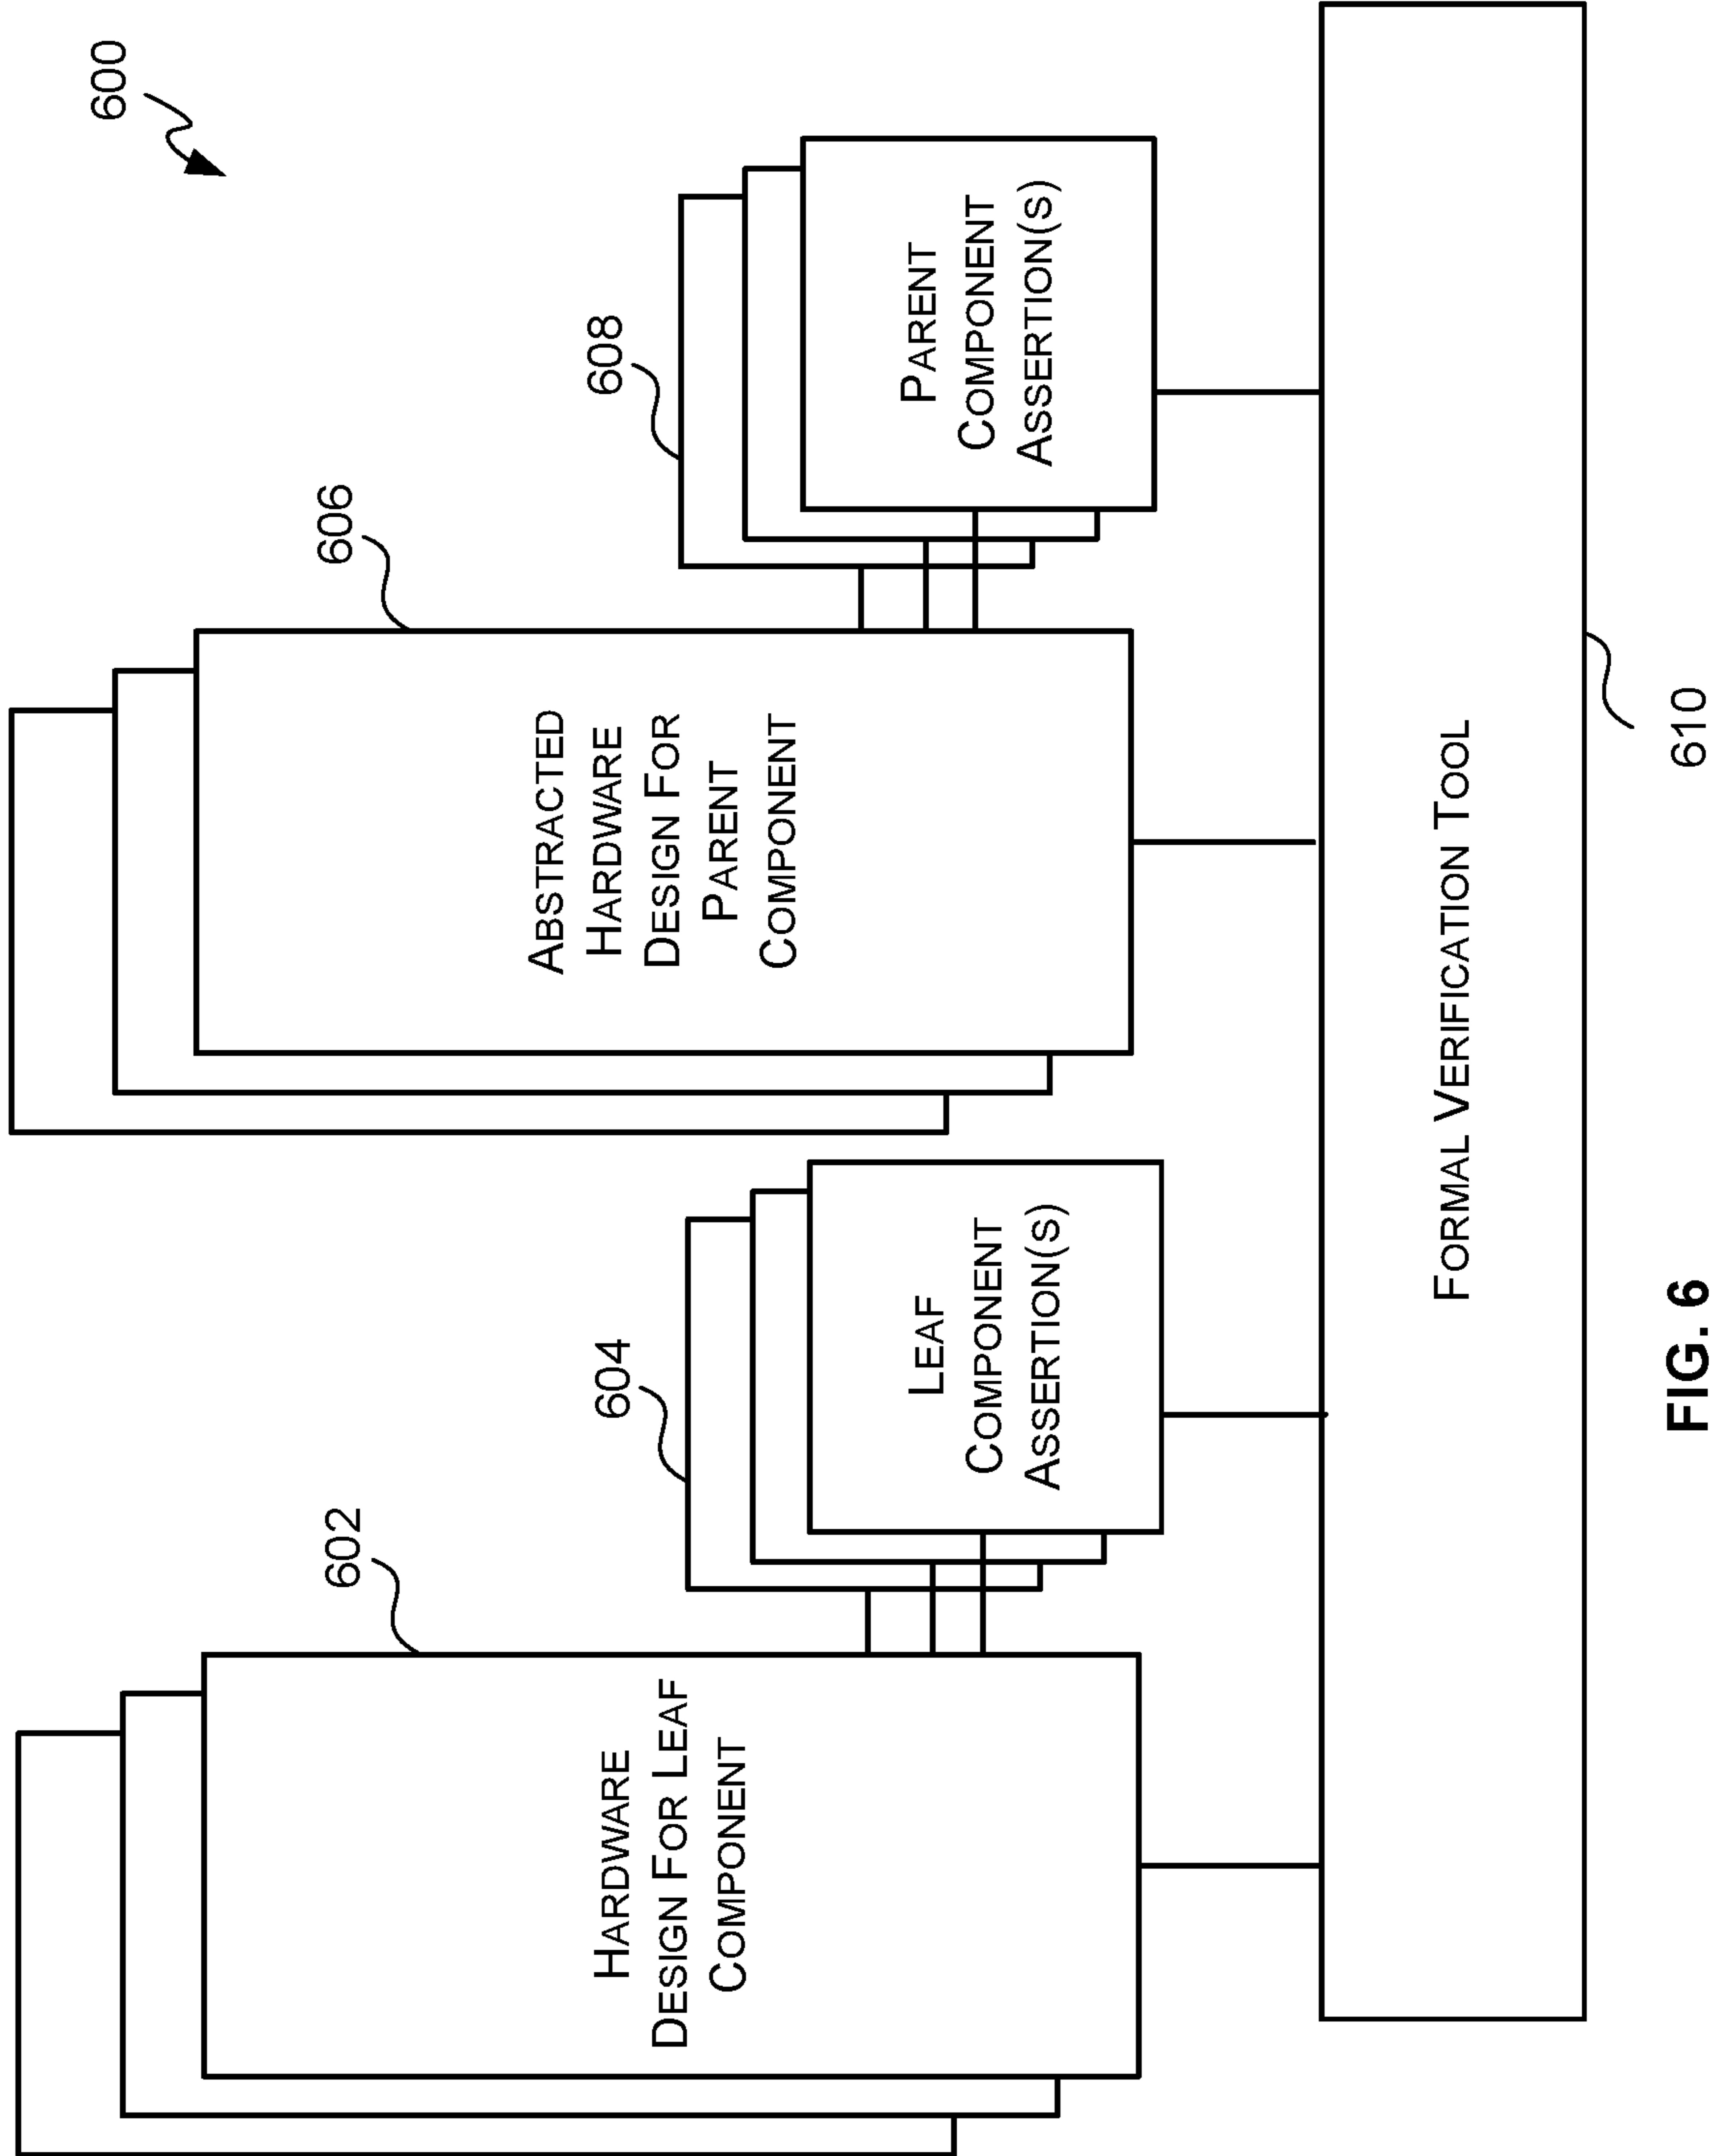 600
602
HARDWARE
DESIGN FOR LEAF
COMPONENT
604
LEAF
COMPONENT
ASSERTION(S)
606
ABSTRACTED
HARDWARE
DESIGN FOR
PARENT
COMPONENT
608
PARENT
COMPONENT
ASSERTION(S)
FORMAL VERIFICATION TOOL
610
FIG. 6